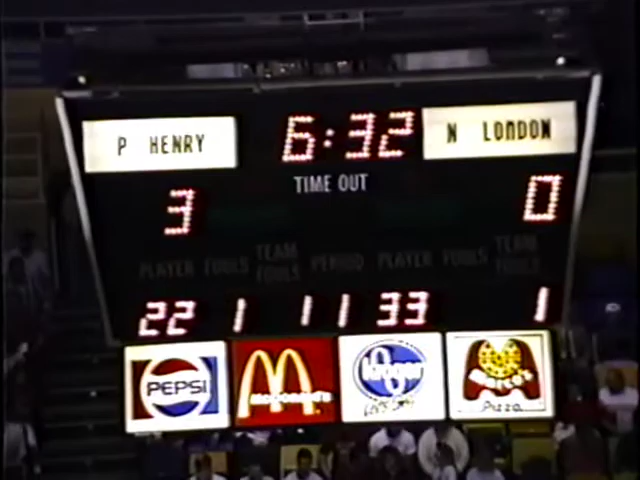 P HENRY 6:32 N LONDON
TIME OUT
3 0
PLAYER FOULS TEAM FOULS PERIOD PLAYER FOULS TEAM FOULS
22 1 1 1 33 1
PEPSI McDonald's Kroger Marco's
Pizza